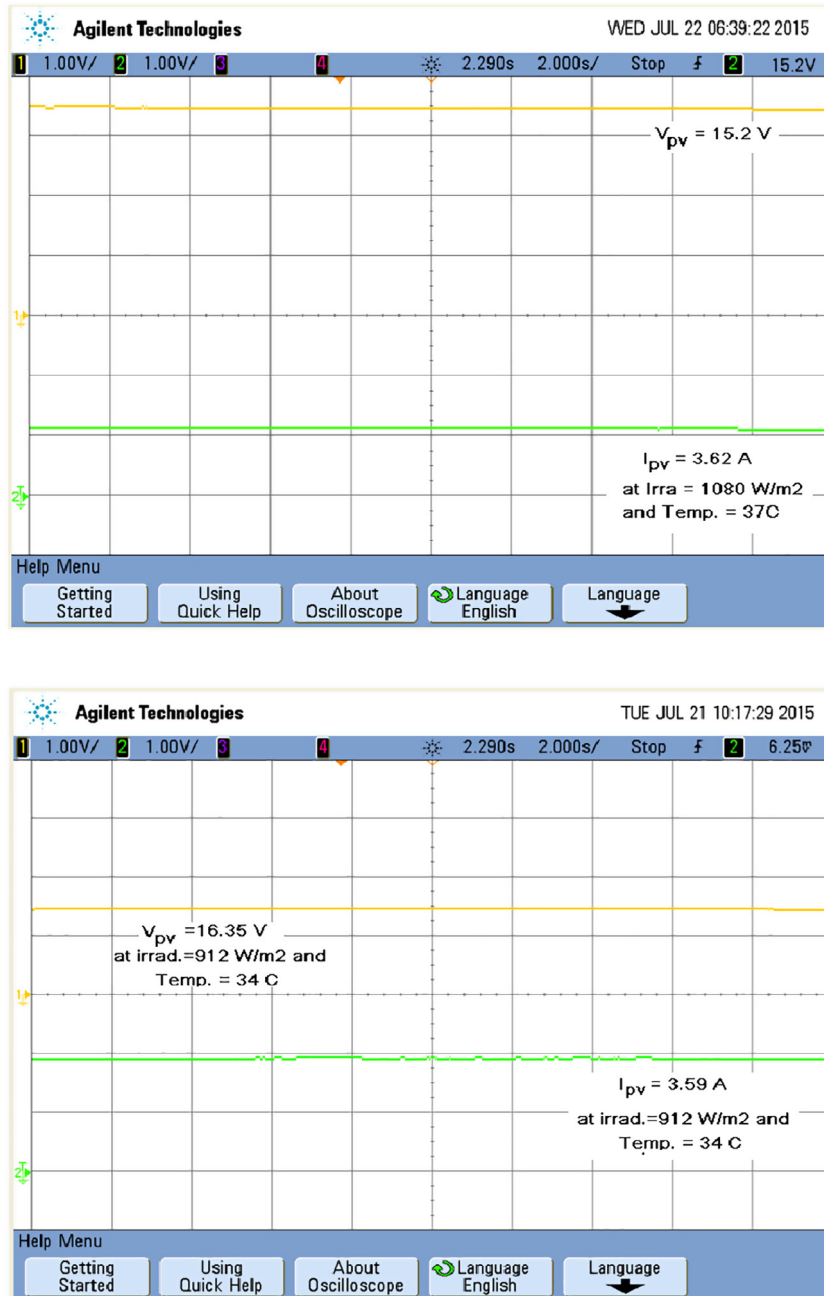 Agilent Technologies WED JUL 22 06:39:22 2015
1 1.00V/ 2 1.00V/ 3 4 2.290s 2.000s/ Stop 2 15.2V
Vpv = 15.2 V
1
Ipv = 3.62 A
at Irra = 1080 W/m2
and Temp. = 37C
2
Help Menu
Getting Started
Using Quick Help
About Oscilloscope
Language English
Language
Agilent Technologies TUE JUL 21 10:17:29 2015
1 1.00V/ 2 1.00V/ 3 4 2.290s 2.000s/ Stop 2 6.25V
Vpv =16.35 V
at irrad.=912 W/m2 and
Temp. = 34 C
1
Ipv = 3.59 A
at irrad.=912 W/m2 and
Temp. = 34 C
2
Help Menu
Getting Started
Using Quick Help
About Oscilloscope
Language English
Language